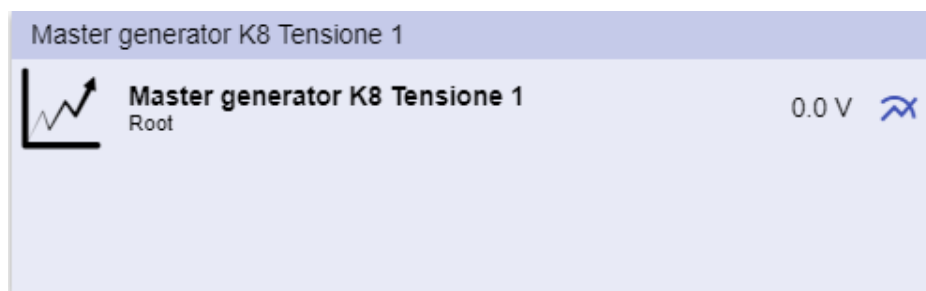 Master generator K8 Tensione 1
Master generator K8 Tensione 1
Root
0.0 V